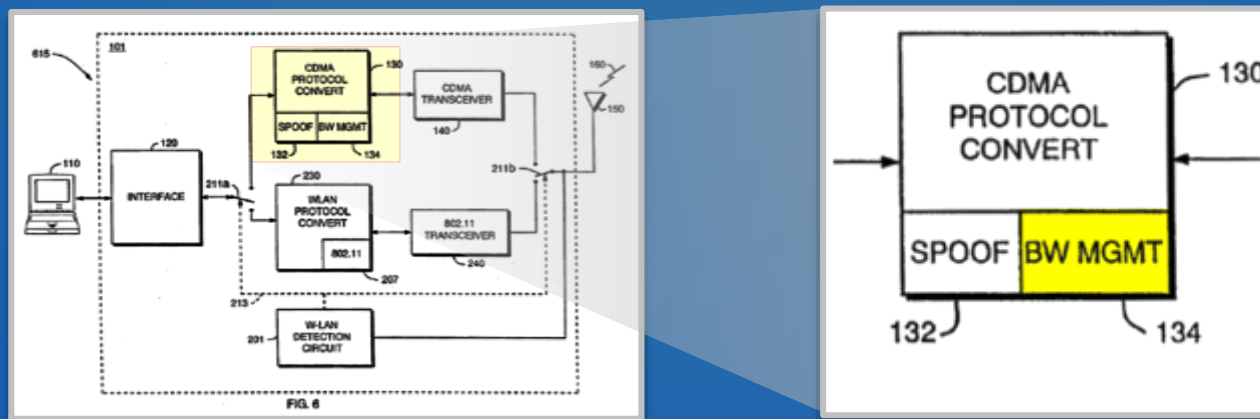 615
101
CDMA
PROTOCOL
CONVERT
130
SPOOF
BW MGMT
132
134
CDMA
TRANSCEIVER
140
160
150
110
120
INTERFACE
211a
211b
230
WLAN
PROTOCOL
CONVERT
802.11
207
802.11
TRANSCEIVER
240
213
201
W-LAN
DETECTION
CIRCUIT
FIG. 6
CDMA
PROTOCOL
CONVERT
130
SPOOF
BW MGMT
132
134